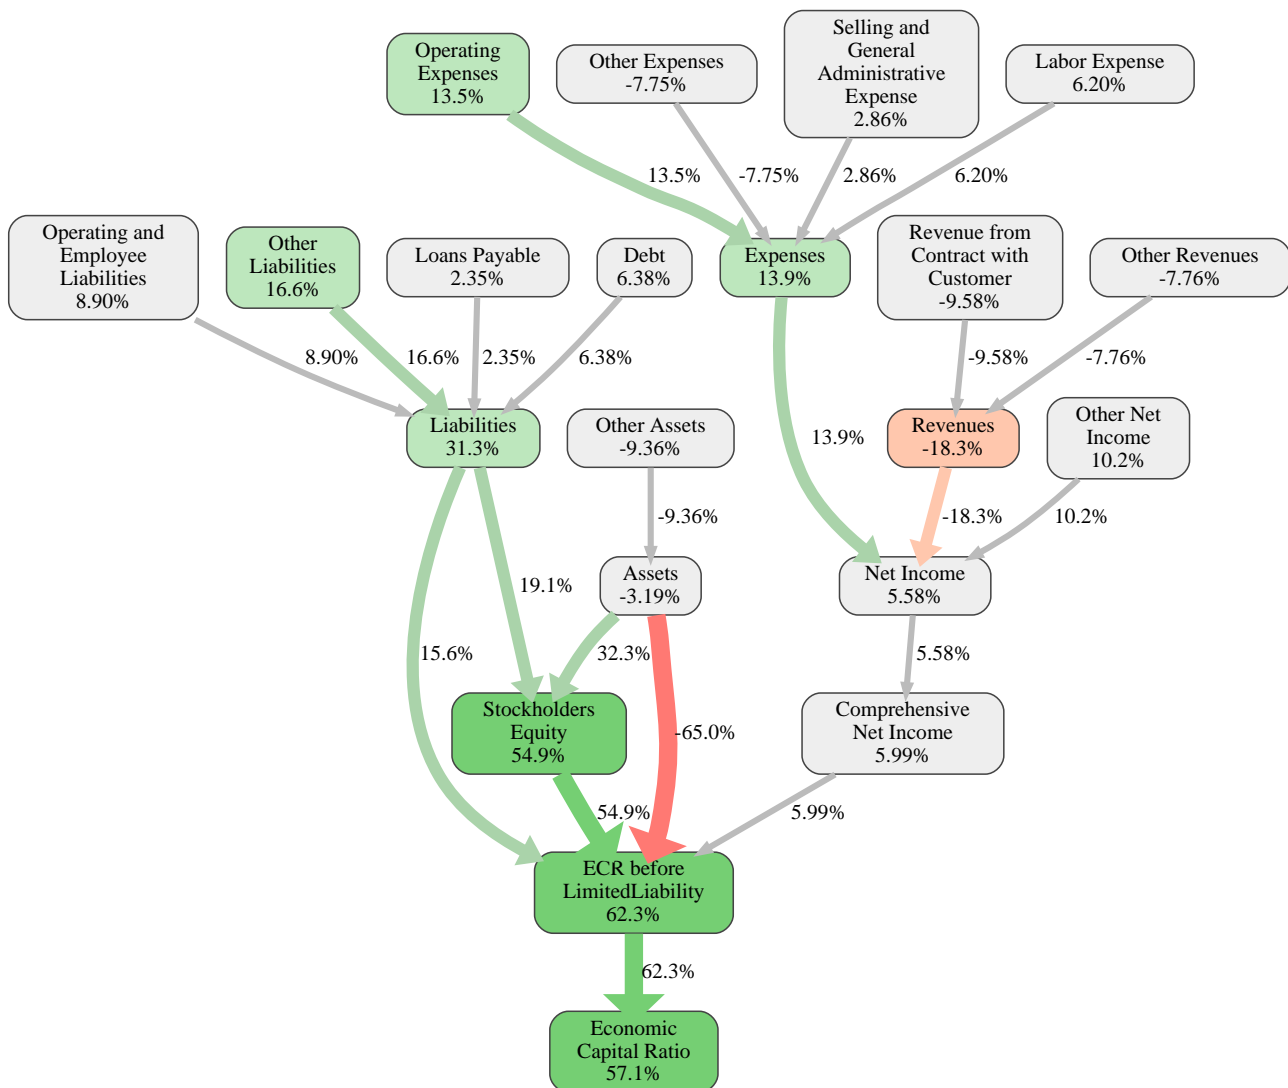 Operating
Expenses
13.5%
Other Expenses
-7.75%
Selling and
General
Administrative
Expense
2.86%
Labor Expense
6.20%
13.5%
-7.75%
2.86%
6.20%
Operating and
Employee
Liabilities
8.90%
Other
Liabilities
16.6%
Loans Payable
2.35%
Debt
6.38%
Expenses
13.9%
Revenue from
Contract with
Customer
-9.58%
Other Revenues
-7.76%
8.90%
16.6%
2.35%
6.38%
-9.58%
-7.76%
Liabilities
31.3%
Other Assets
-9.36%
13.9%
Revenues
-18.3%
Other Net
Income
10.2%
-9.36%
-18.3%
10.2%
Assets
-3.19%
Net Income
5.58%
19.1%
15.6%
32.3%
5.58%
Stockholders
Equity
54.9%
-65.0%
Comprehensive
Net Income
5.99%
54.9%
5.99%
ECR before
LimitedLiability
62.3%
62.3%
Economic
Capital Ratio
57.1%